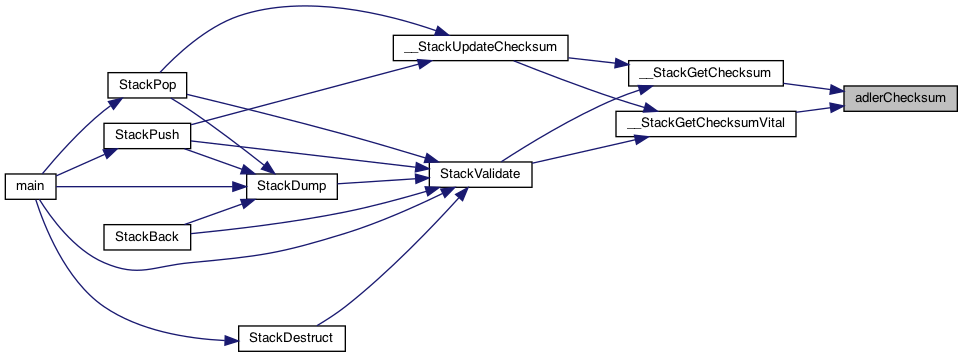 __StackUpdateChecksum
__StackGetChecksum
StackPop
adlerChecksum
__StackGetChecksumVital
StackPush
StackValidate
main
StackDump
StackBack
StackDestruct